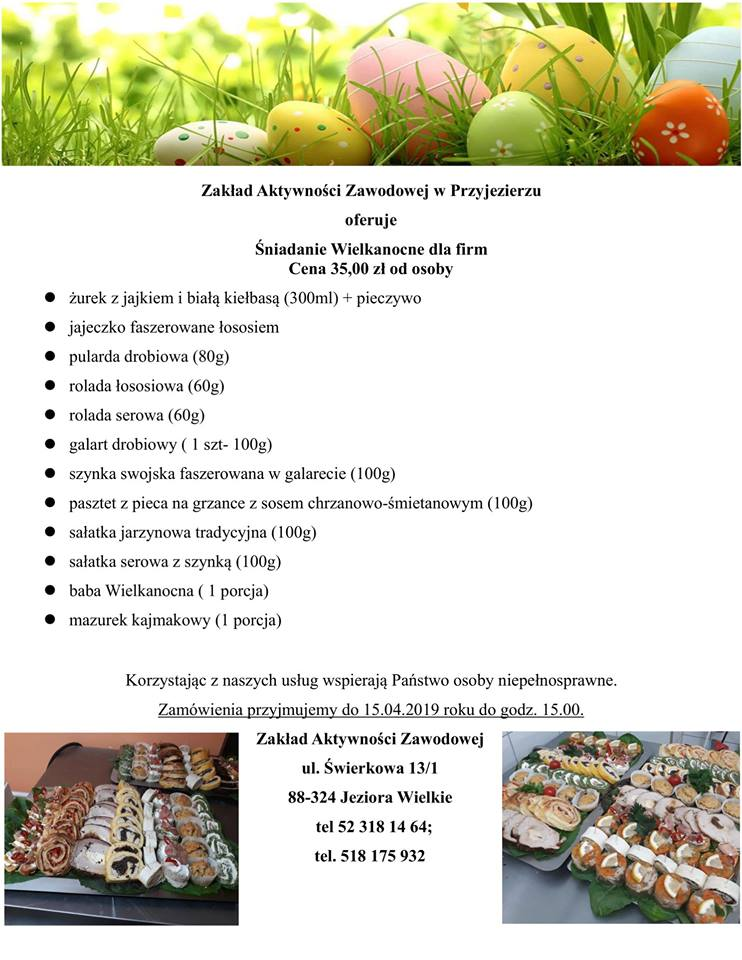 Zakład Aktywności Zawodowej w Przyjezierzu
oferuje
Śniadanie Wielkanocne dla firm
Cena 35,00 zł od osoby
● żurek z jajkiem i białą kiełbasą (300ml) + pieczywo
● jajeczko faszerowane łososiem
● pularda drobiowa (80g)
● rolada łososiowa (60g)
● rolada serowa (60g)
● galart drobiowy ( 1 szt- 100g)
● szynka swojska faszerowana w galarecie (100g)
● pasztet z pieca na grzance z sosem chrzanowo-śmietanowym (100g)
● sałatka jarzynowa tradycyjna (100g)
● sałatka serowa z szynką (100g)
● baba Wielkanocna ( 1 porcja)
● mazurek kajmakowy (1 porcja)
Korzystając z naszych usług wspierają Państwo osoby niepełnosprawne.
Zamówienia przyjmujemy do 15.04.2019 roku do godz. 15.00.
Zakład Aktywności Zawodowej
ul. Świerkowa 13/1
88-324 Jeziora Wielkie
tel 52 318 14 64;
tel. 518 175 932